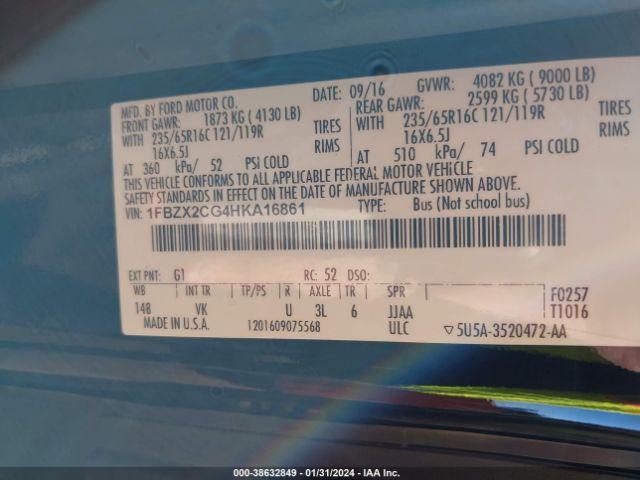 MFD. BY FORD MOTOR CO. DATE: 09/16 GVWR: 4082 KG ( 9000 LB)
FRONT GAWR: 1873 KG ( 4130 LB) REAR GAWR: 2599 KG ( 5730 LB)
WITH 235/65R16C 121/119R TIRES WITH 235/65R16C 121/119R TIRES
16X6.5J RIMS 16X6.5J RIMS
AT 360 kPa/ 52 PSI COLD AT 510 kPa/ 74 PSI COLD
THIS VEHICLE CONFORMS TO ALL APPLICABLE FEDERAL MOTOR VEHICLE
SAFETY STANDARDS IN EFFECT ON THE DATE OF MANUFACTURE SHOWN ABOVE.
VIN: 1FBZX2CG4HKA16861 TYPE: Bus (Not school bus)
EXT PNT: G1 RC: 52 DSO:
WB INT TR TP/PS R AXLE TR SPR F0257
148 VK U 3L 6 JJAA T1016
MADE IN U.S.A. 1201609075568 ULC ▽5U5A-3520472-AA
000-38632849 - 01/31/2024 - IAA Inc.